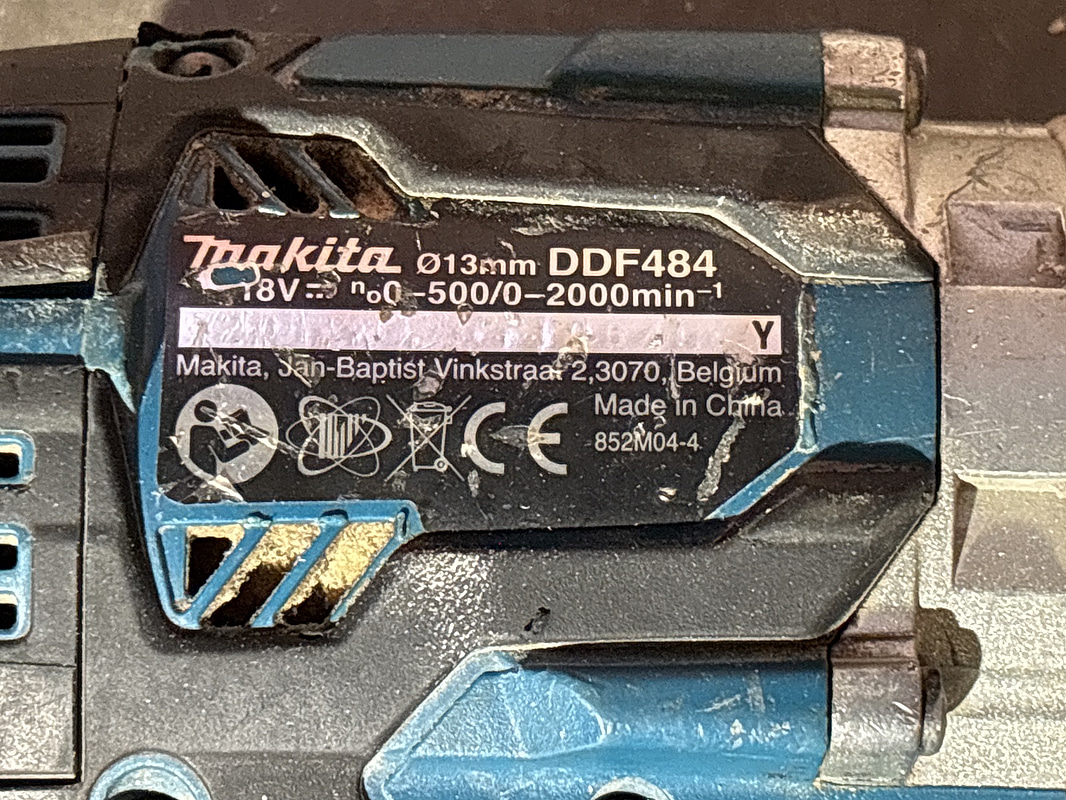 makita Ø13mm DDF484
18V⎓ n₀0–500/0–2000min⁻¹
Y
Makita, Jan-Baptist Vinkstraat 2,3070, Belgium
Made in China
CE 852M04-4